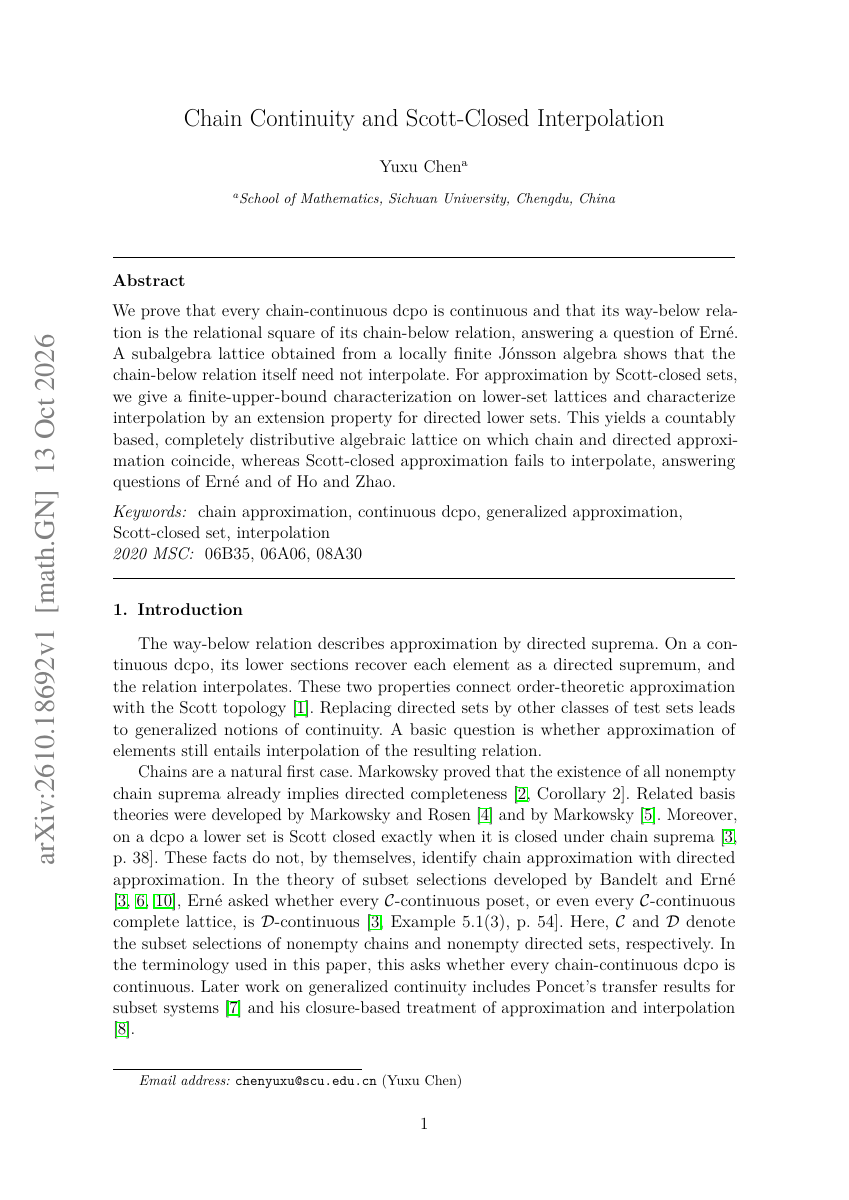 Chain Continuity and Scott-Closed Interpolation
Yuxu Chenᵃ
ᵃSchool of Mathematics, Sichuan University, Chengdu, China
Abstract
We prove that every chain-continuous dcpo is continuous and that its way-below rela-
tion is the relational square of its chain-below relation, answering a question of Erné.
A subalgebra lattice obtained from a locally finite Jónsson algebra shows that the
chain-below relation itself need not interpolate. For approximation by Scott-closed sets,
we give a finite-upper-bound characterization on lower-set lattices and characterize
interpolation by an extension property for directed lower sets. This yields a countably
based, completely distributive algebraic lattice on which chain and directed approxi-
mation coincide, whereas Scott-closed approximation fails to interpolate, answering
questions of Erné and of Ho and Zhao.
Keywords: chain approximation, continuous dcpo, generalized approximation,
Scott-closed set, interpolation
2020 MSC: 06B35, 06A06, 08A30
1. Introduction
The way-below relation describes approximation by directed suprema. On a con-
tinuous dcpo, its lower sections recover each element as a directed supremum, and
the relation interpolates. These two properties connect order-theoretic approximation
with the Scott topology [1]. Replacing directed sets by other classes of test sets leads
to generalized notions of continuity. A basic question is whether approximation of
elements still entails interpolation of the resulting relation.
Chains are a natural first case. Markowsky proved that the existence of all nonempty
chain suprema already implies directed completeness [2, Corollary 2]. Related basis
theories were developed by Markowsky and Rosen [4] and by Markowsky [5]. Moreover,
on a dcpo a lower set is Scott closed exactly when it is closed under chain suprema [3,
p. 38]. These facts do not, by themselves, identify chain approximation with directed
approximation. In the theory of subset selections developed by Bandelt and Erné
[3, 6, 10], Erné asked whether every 𝒞-continuous poset, or even every 𝒞-continuous
complete lattice, is 𝒟-continuous [3, Example 5.1(3), p. 54]. Here, 𝒞 and 𝒟 denote
the subset selections of nonempty chains and nonempty directed sets, respectively. In
the terminology used in this paper, this asks whether every chain-continuous dcpo is
continuous. Later work on generalized continuity includes Poncet's transfer results for
subset systems [7] and his closure-based treatment of approximation and interpolation
[8].
Email address: chenyuxu@scu.edu.cn (Yuxu Chen)
1
arXiv:2610.18692v1 [math.GN] 13 Oct 2026